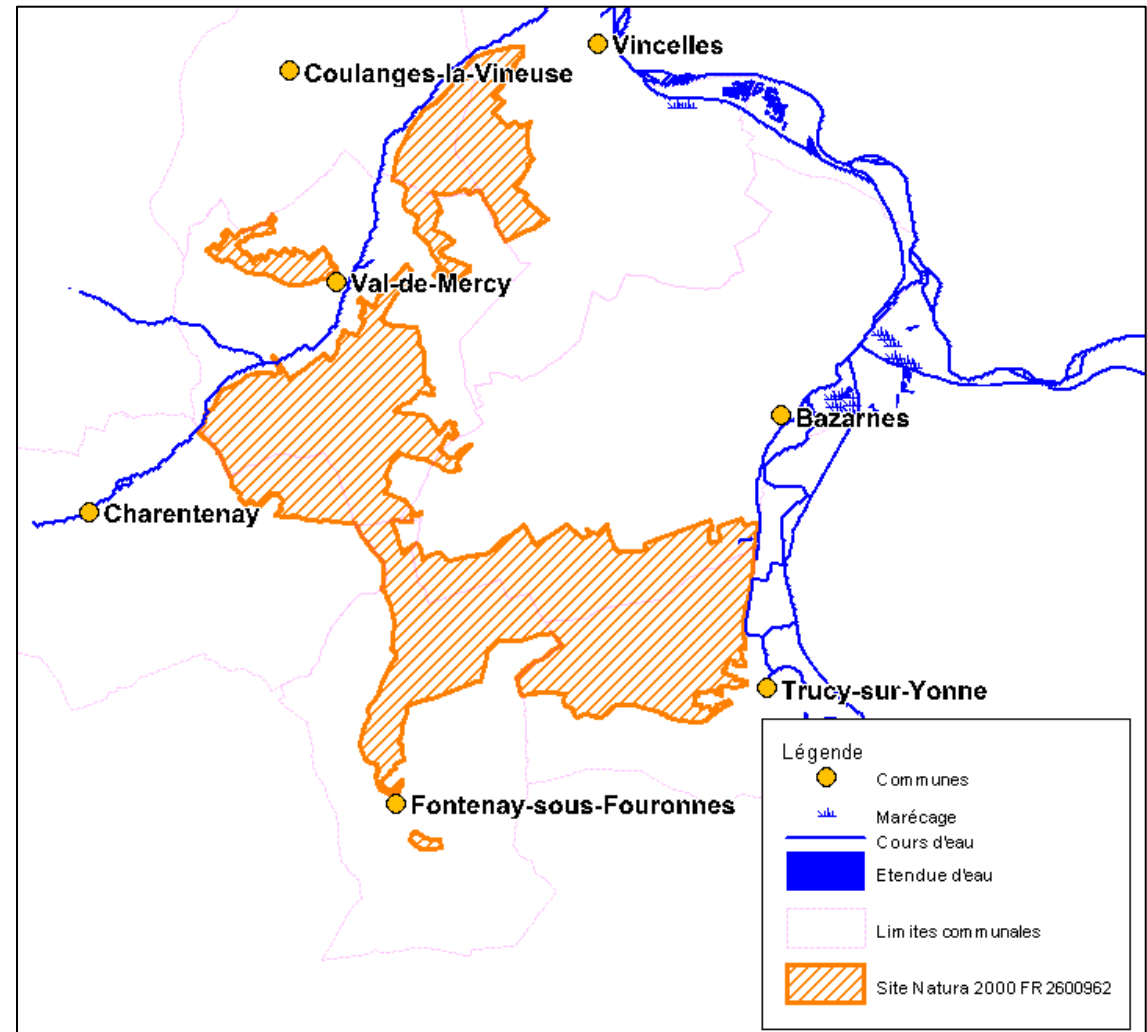 Vincelles
Coulanges-la-Vineuse
Val-de-Mercy
Bazarnes
Charentenay
Trucy-sur-Yonne
Fontenay-sous-Fouronnes
Légende
Communes
Marécage
Cours d'eau
Etendue d'eau
Limites communales
Site Natura 2000 FR 2600962